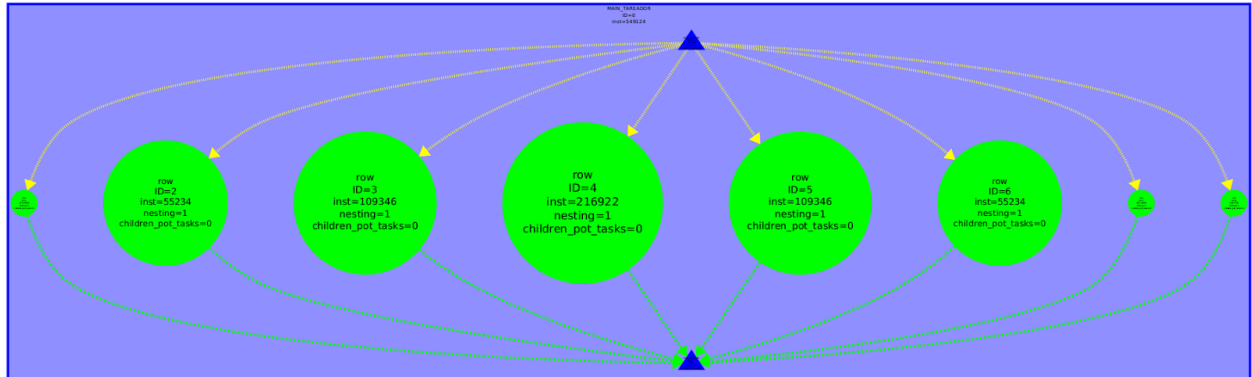 MAIN_TAREADOR
ID=0
inst=549124
row
ID=2
inst=55234
nesting=1
children_pot_tasks=0
row
ID=3
inst=109346
nesting=1
children_pot_tasks=0
row
ID=4
inst=216922
nesting=1
children_pot_tasks=0
row
ID=5
inst=109346
nesting=1
children_pot_tasks=0
row
ID=6
inst=55234
nesting=1
children_pot_tasks=0